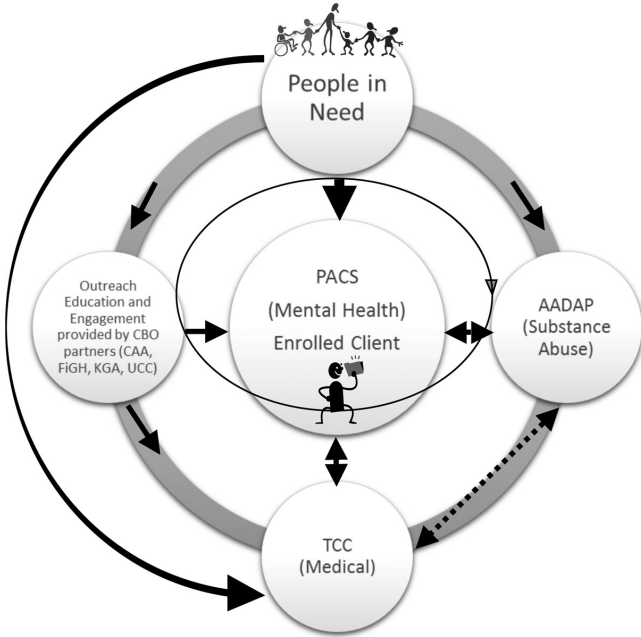 People in
Need
PACS
(Mental Health)
Enrolled Client
Outreach
Education and
Engagement
provided by CBO
partners (CAA,
FiGH, KGA, UCC)
AADAP
(Substance
Abuse)
TCC
(Medical)